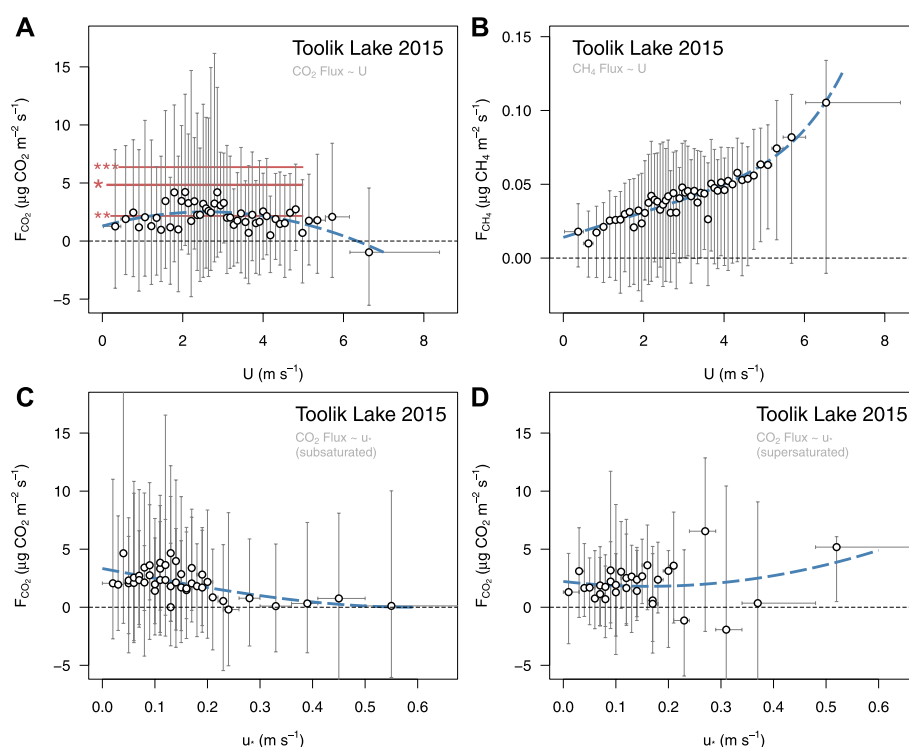 A
Toolik Lake 2015
CO₂ Flux ~ U
F_CO₂ (µg CO₂ m⁻² s⁻¹)
15
10
5
0
−5
***
*
**
0 2 4 6 8
U (m s⁻¹)
B
Toolik Lake 2015
CH₄ Flux ~ U
F_CH₄ (µg CH₄ m⁻² s⁻¹)
0.15
0.10
0.05
0.00
0 2 4 6 8
U (m s⁻¹)
C
Toolik Lake 2015
CO₂ Flux ~ u*
(subsaturated)
F_CO₂ (µg CO₂ m⁻² s⁻¹)
15
10
5
0
−5
0.0 0.1 0.2 0.3 0.4 0.5 0.6
u* (m s⁻¹)
D
Toolik Lake 2015
CO₂ Flux ~ u*
(supersaturated)
F_CO₂ (µg CO₂ m⁻² s⁻¹)
15
10
5
0
−5
0.0 0.1 0.2 0.3 0.4 0.5 0.6
u* (m s⁻¹)